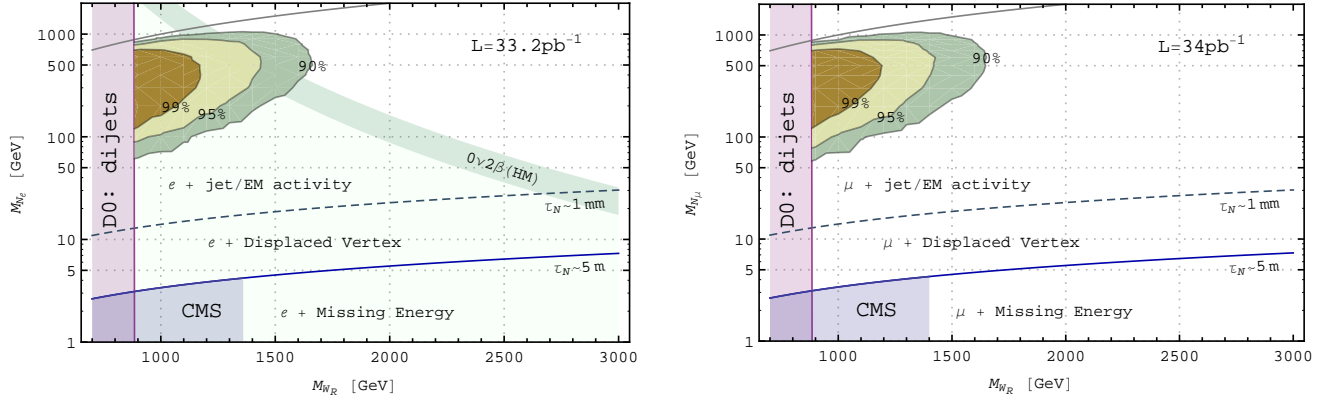 L=33.2pb⁻¹
1000
500
100
50
10
5
1
M_{N_e} [GeV]
D0: dijets
90%
99%
95%
0ν2β(HM)
e + jet/EM activity
τ_N~1 mm
e + Displaced Vertex
τ_N~5 m
CMS
e + Missing Energy
1000 1500 2000 2500 3000
M_{W_R} [GeV]
L=34pb⁻¹
1000
500
100
50
10
5
1
M_{N_μ} [GeV]
D0: dijets
90%
99%
95%
μ + jet/EM activity
τ_N~1 mm
μ + Displaced Vertex
τ_N~5 m
CMS
μ + Missing Energy
1000 1500 2000 2500 3000
M_{W_R} [GeV]